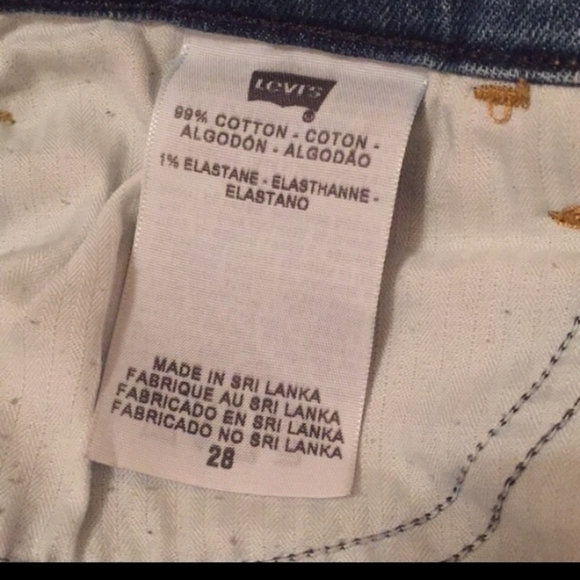 LEVI'S
®
99% COTTON - COTON -
ALGODÓN - ALGODÃO
1% ELASTANE - ELASTHANNE -
ELASTANO
MADE IN SRI LANKA
FABRIQUE AU SRI LANKA
FABRICADO EN SRI LANKA
FABRICADO NO SRI LANKA
28